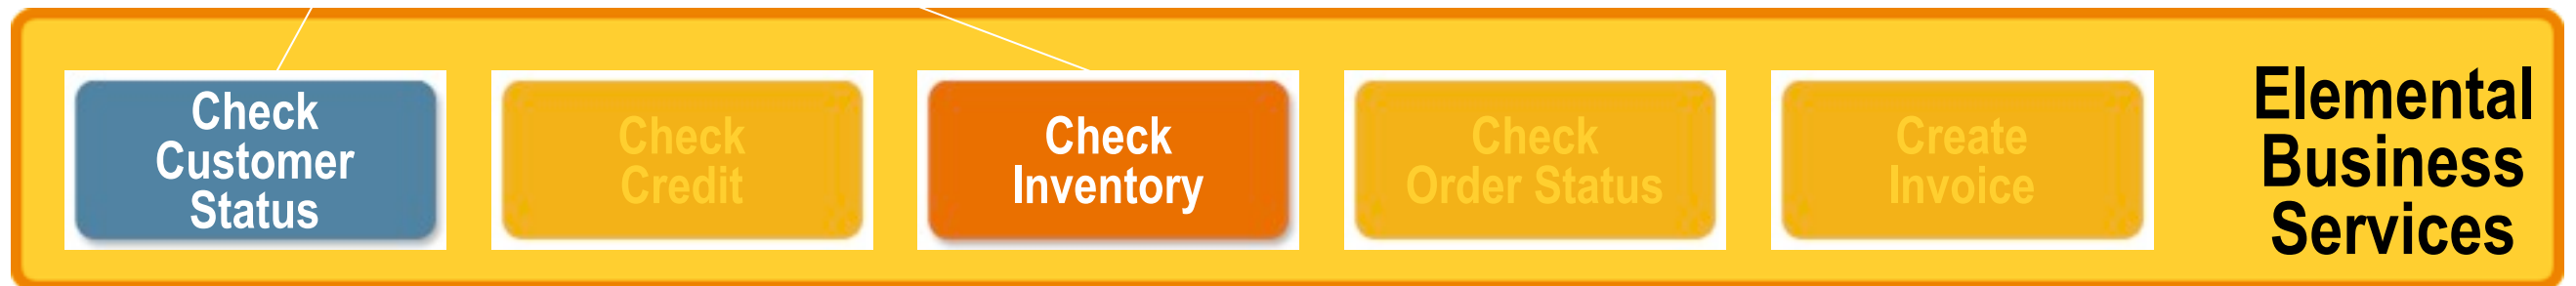 Check
Customer
Status
Check
Credit
Check
Inventory
Check
Order Status
Create
Invoice
Elemental
Business
Services